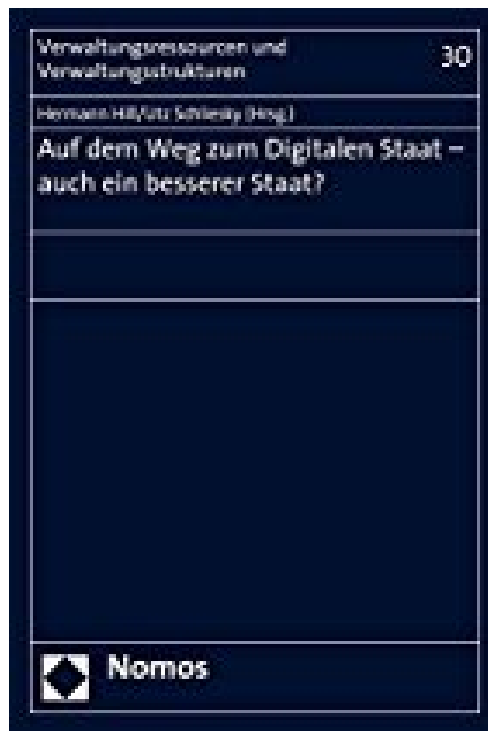 Verwaltungsressourcen und
Verwaltungsstrukturen
30
Hermann Hill/Utz Schliesky (Hrsg.)
Auf dem Weg zum Digitalen Staat –
auch ein besserer Staat?
Nomos